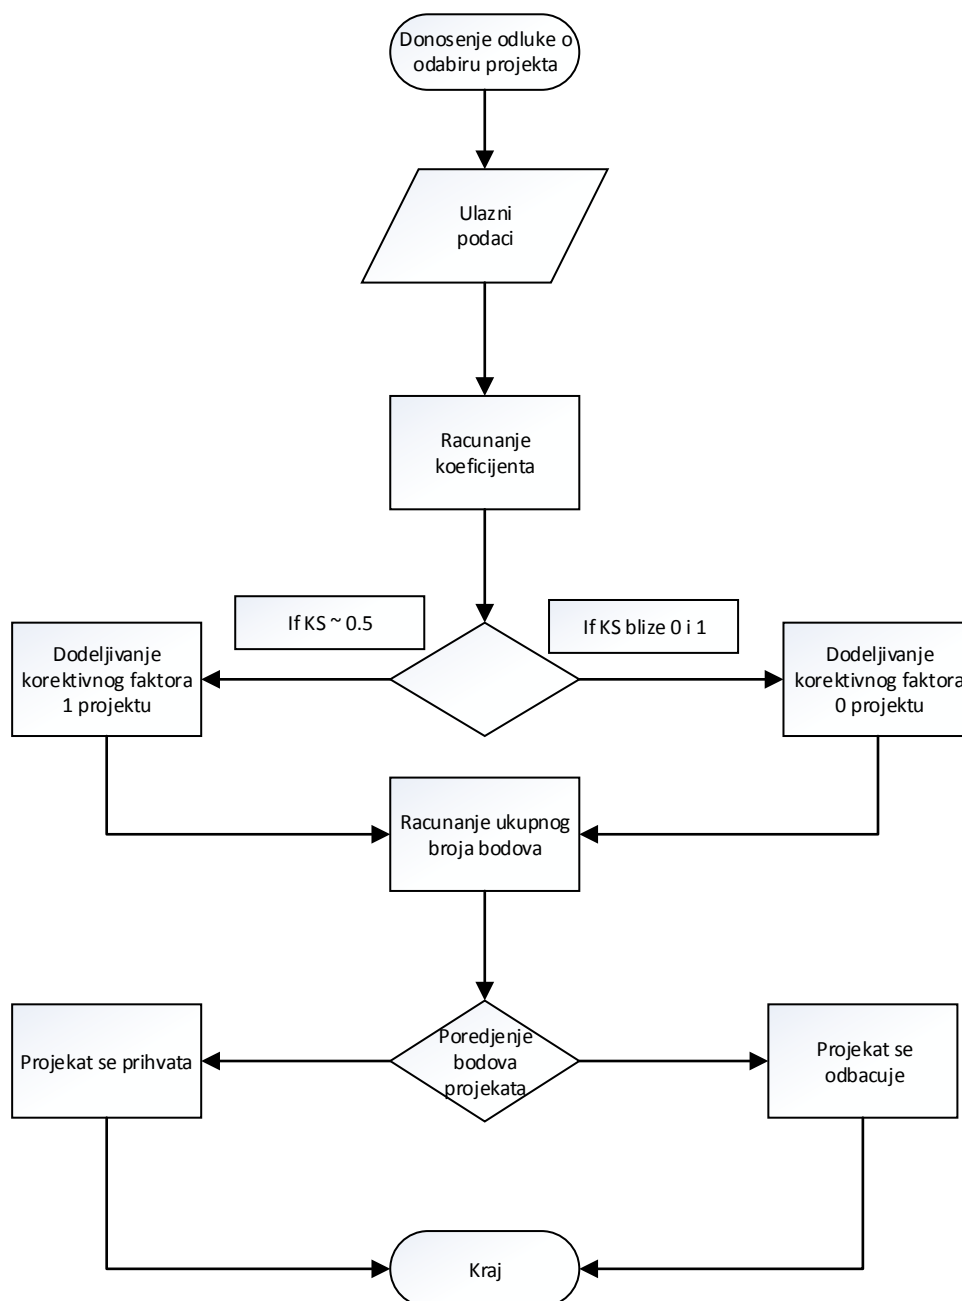 Donosenje odluke o
odabiru projekta
Ulazni
podaci
Racunanje
koeficijenta
If KS ~ 0.5
If KS blize 0 i 1
Dodeljivanje
korektivnog faktora
1 projektu
Dodeljivanje
korektivnog faktora
0 projektu
Racunanje ukupnog
broja bodova
Projekat se prihvata
Poredjenje
bodova
projekata
Projekat se
odbacuje
Kraj